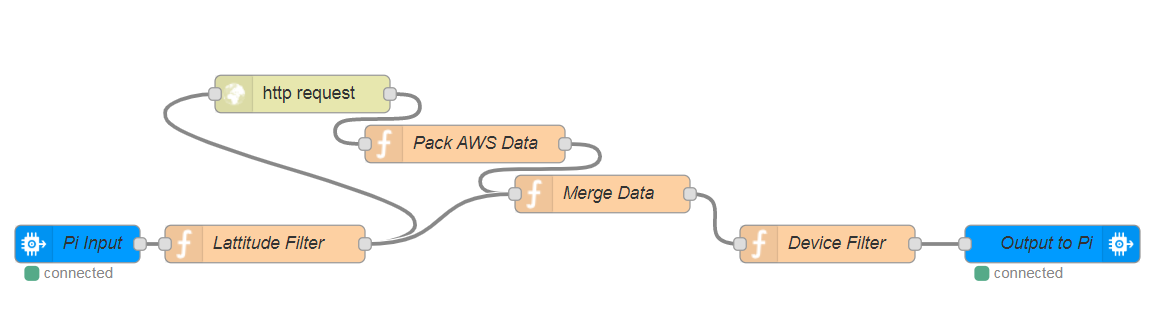 http request
Pack AWS Data
Merge Data
Pi Input
Lattitude Filter
Device Filter
Output to Pi
connected
connected